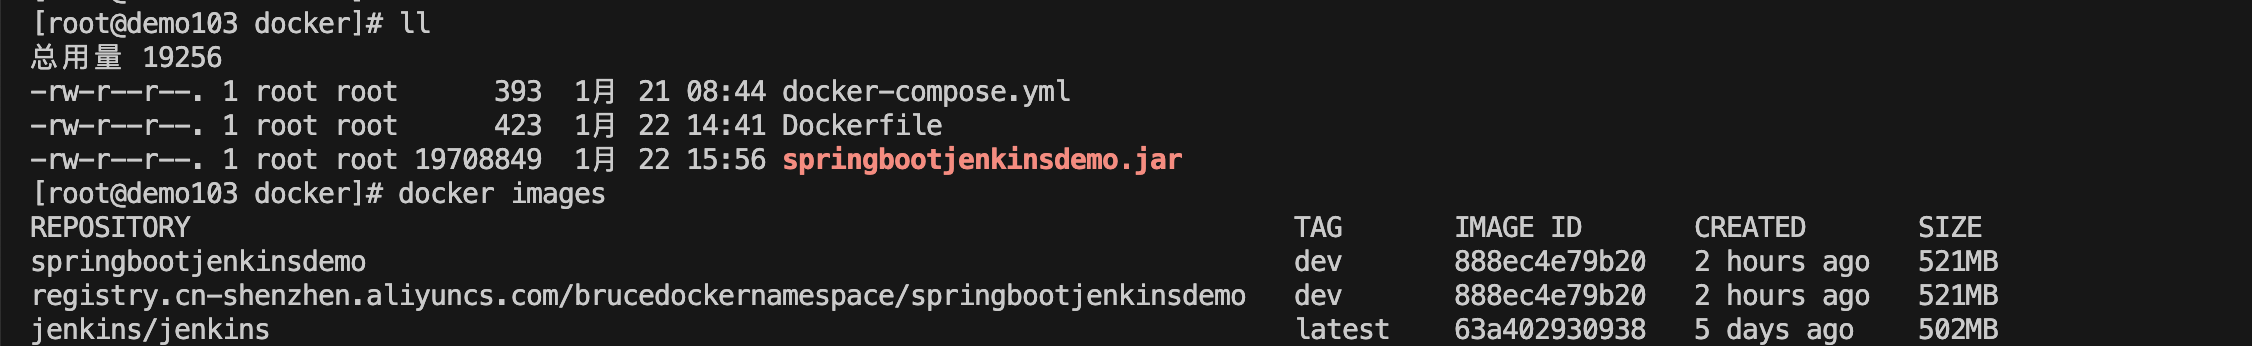 [root@demo103 docker]# ll
总用量 19256
-rw-r--r--. 1 root root      393  1月  21 08:44 docker-compose.yml
-rw-r--r--. 1 root root      423  1月  22 14:41 Dockerfile
-rw-r--r--. 1 root root 19708849  1月  22 15:56 springbootjenkinsdemo.jar
[root@demo103 docker]# docker images
REPOSITORY                                                                     TAG       IMAGE ID       CREATED       SIZE
springbootjenkinsdemo                                                          dev       888ec4e79b20   2 hours ago   521MB
registry.cn-shenzhen.aliyuncs.com/brucedockernamespace/springbootjenkinsdemo   dev       888ec4e79b20   2 hours ago   521MB
jenkins/jenkins                                                                latest    63a402930938   5 days ago    502MB